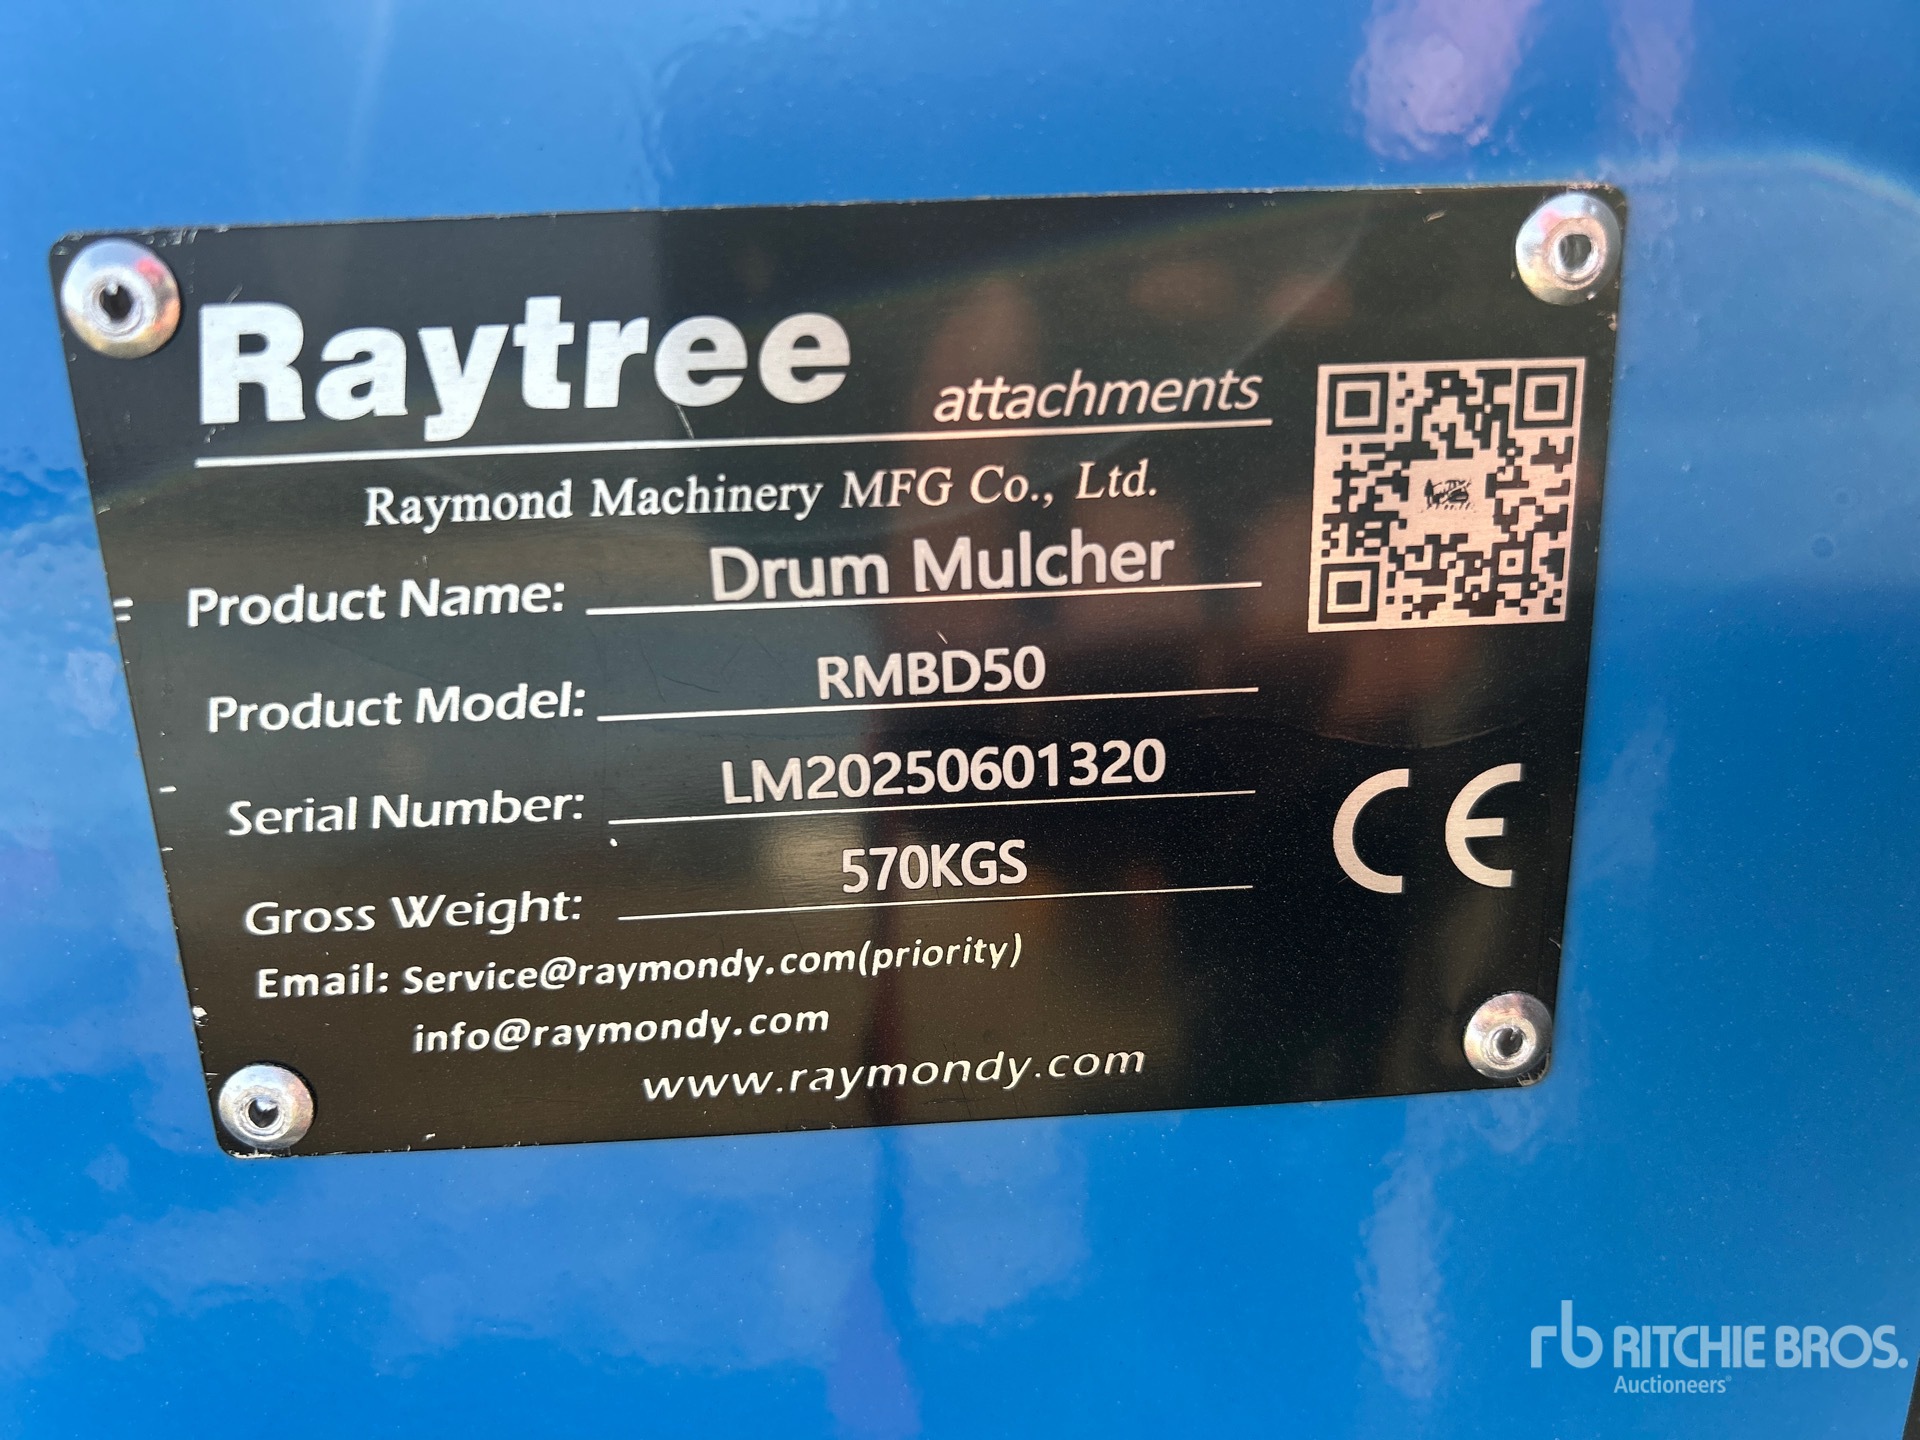 Raytree attachments
Raymond Machinery MFG Co., Ltd.
Product Name: Drum Mulcher
Product Model: RMBD50
Serial Number: LM20250601320
Gross Weight: 570KGS
CE
Email: Service@raymondy.com(priority)
info@raymondy.com
www.raymondy.com
rb RITCHIE BROS.
Auctioneers